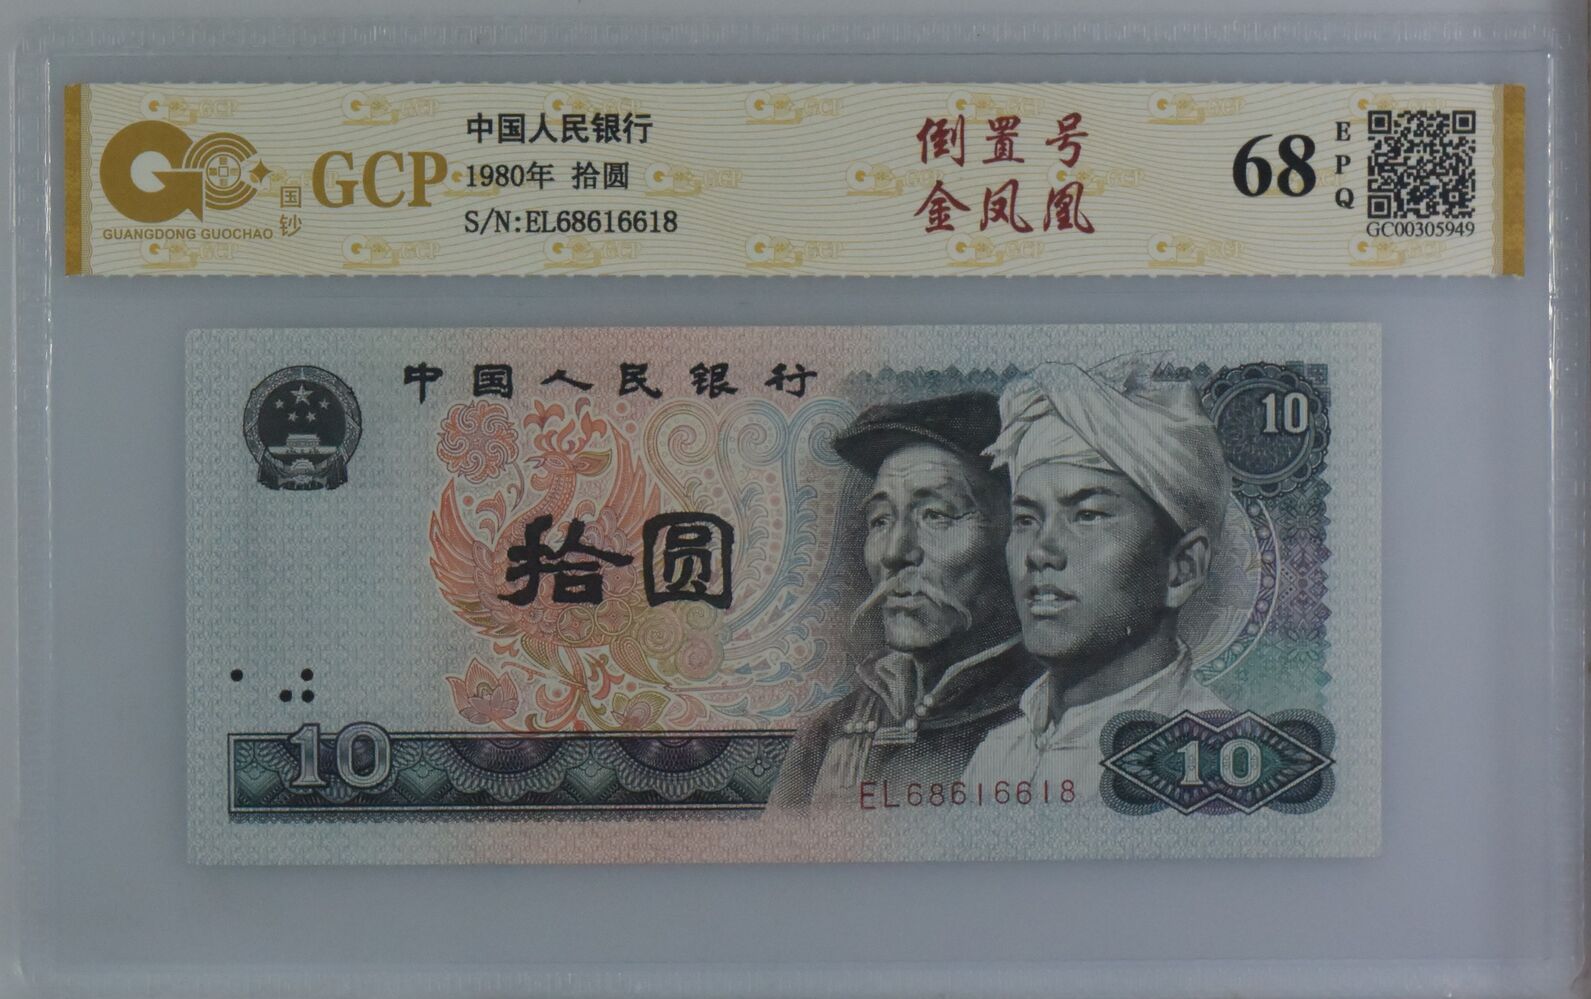 GCP
GUANGDONG GUOCHAO
国钞
中国人民银行
1980年 拾圆
S/N:EL68616618
倒置号
金凤凰
68
EPQ
GC00305949
中国人民银行
10
拾圆
10
EL68616618
10